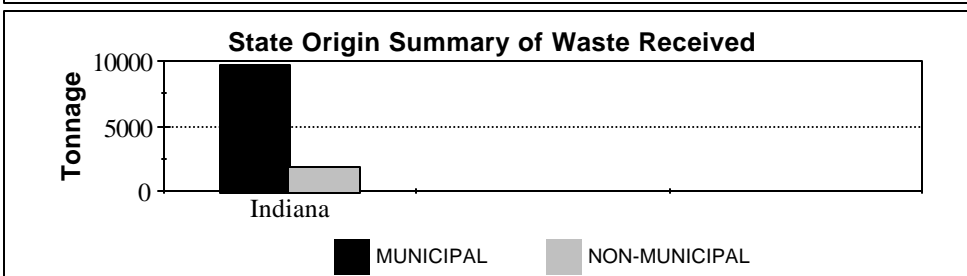 State Origin Summary of Waste Received
10000
5000
0
Tonnage
Indiana
MUNICIPAL NON-MUNICIPAL